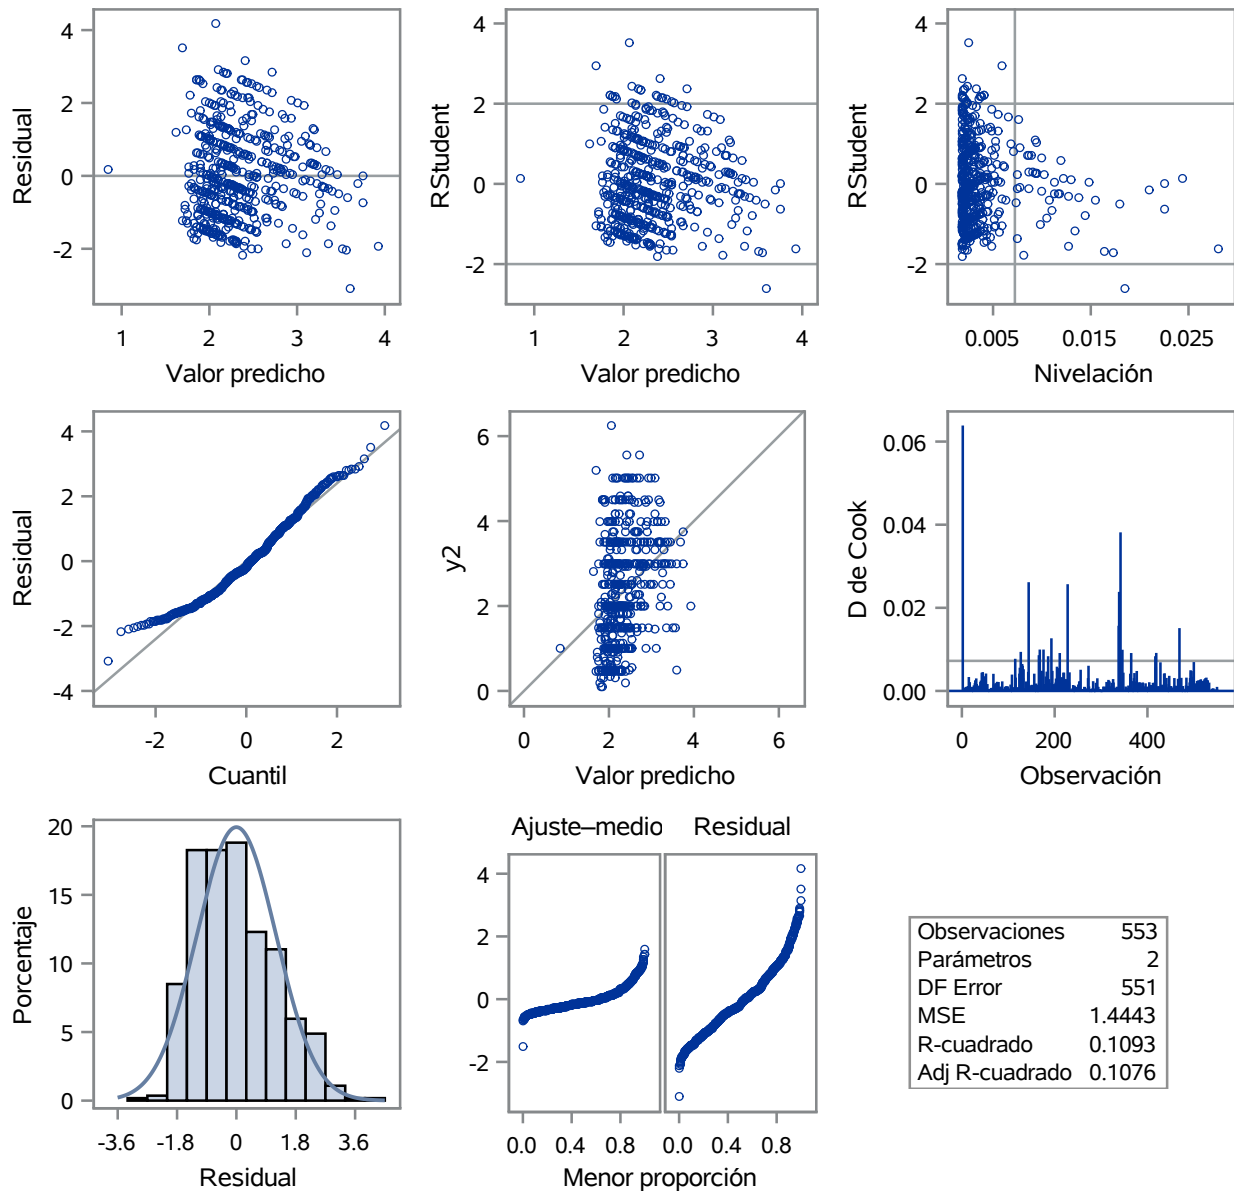 4
2
0
-2
Residual
1
2
3
4
Valor predicho
4
2
0
-2
RStudent
1
2
3
4
Valor predicho
4
2
0
-2
RStudent
0.005
0.015
0.025
Nivelación
4
2
0
-2
-4
Residual
-2
0
2
Cuantil
6
4
2
0
y2
0
2
4
6
Valor predicho
0.06
0.04
0.02
0.00
D de Cook
0
200
400
Observación
20
15
10
5
0
Porcentaje
-3.6
-1.8
0
1.8
3.6
Residual
Ajuste–medio
Residual
4
2
0
-2
0.0
0.4
0.8
0.0
0.4
0.8
Menor proporción
Observaciones 553
Parámetros 2
DF Error 551
MSE 1.4443
R-cuadrado 0.1093
Adj R-cuadrado 0.1076